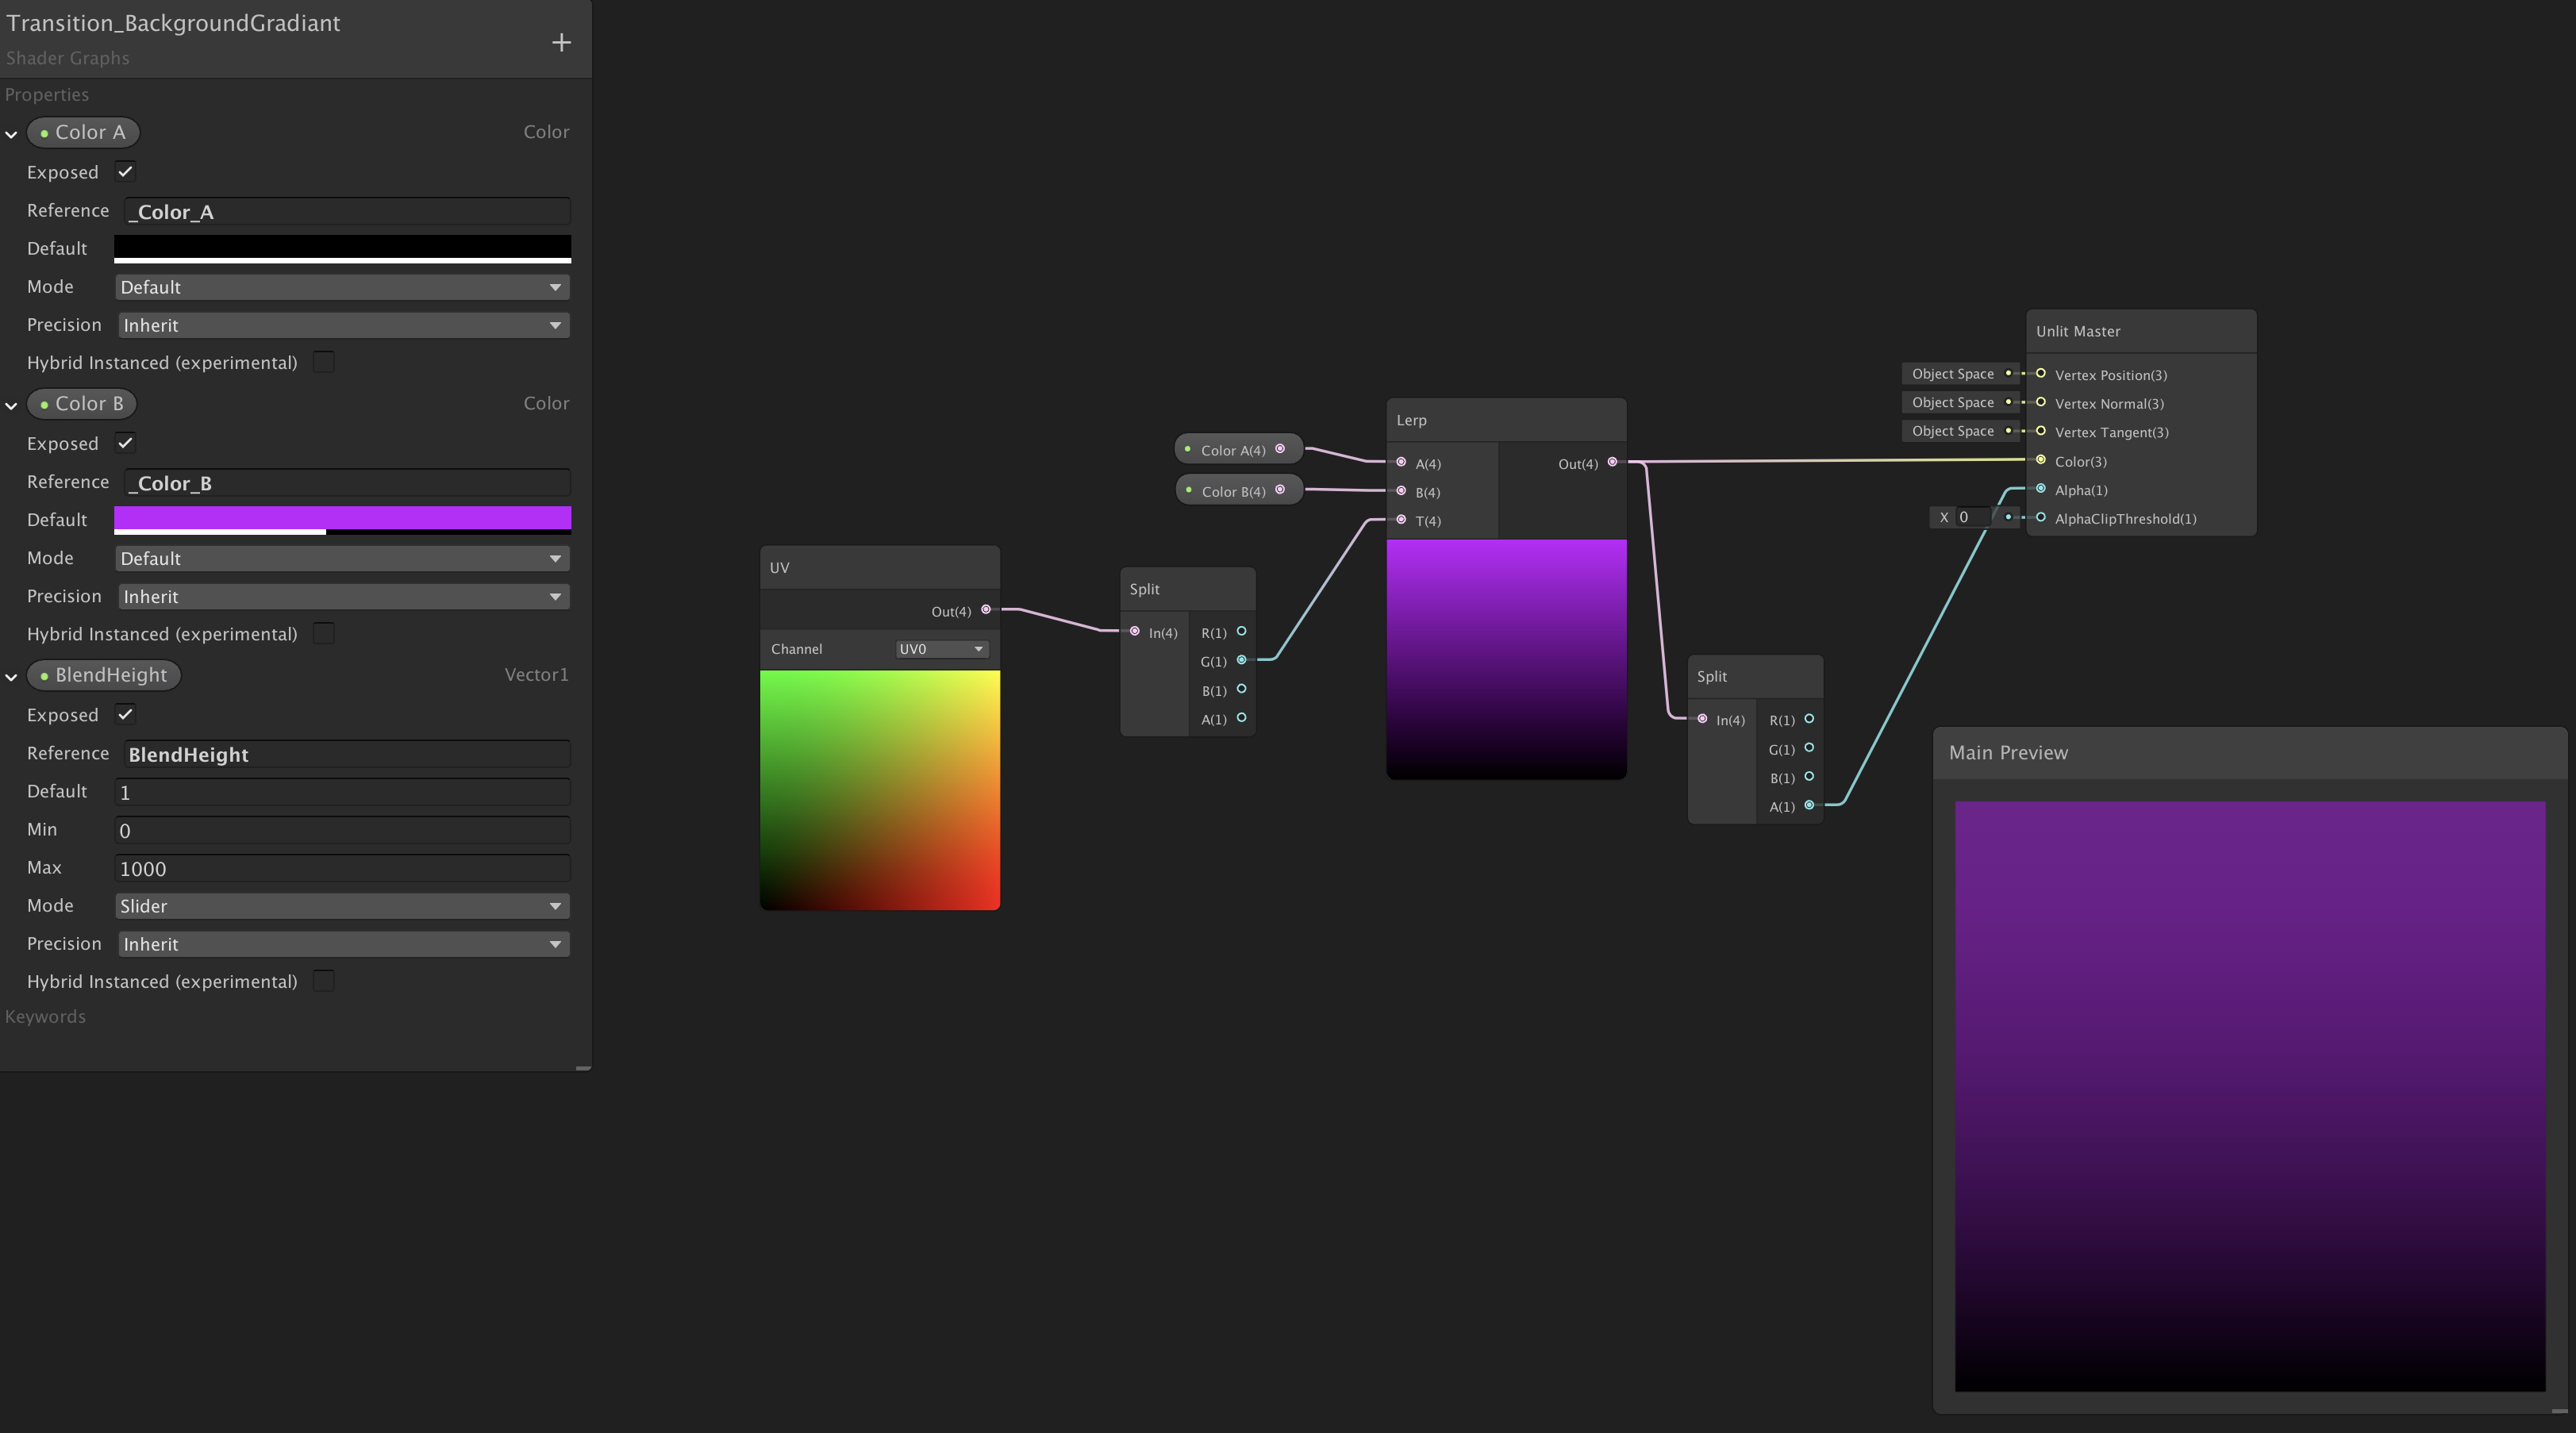 Transition_BackgroundGradiant
Shader Graphs
Properties
Color A Color
Exposed
Reference _Color_A
Default
Mode Default
Precision Inherit
Hybrid Instanced (experimental)
Color B Color
Exposed
Reference _Color_B
Default
Mode Default
Precision Inherit
Hybrid Instanced (experimental)
BlendHeight Vector1
Exposed
Reference BlendHeight
Default 1
Min 0
Max 1000
Mode Slider
Precision Inherit
Hybrid Instanced (experimental)
Keywords
UV
Out(4)
Channel UV0
Split
In(4) R(1)
G(1)
B(1)
A(1)
Color A(4)
Color B(4)
Lerp
A(4) Out(4)
B(4)
T(4)
Split
In(4) R(1)
G(1)
B(1)
A(1)
Unlit Master
Object Space Vertex Position(3)
Object Space Vertex Normal(3)
Object Space Vertex Tangent(3)
Color(3)
Alpha(1)
X 0 AlphaClipThreshold(1)
Main Preview